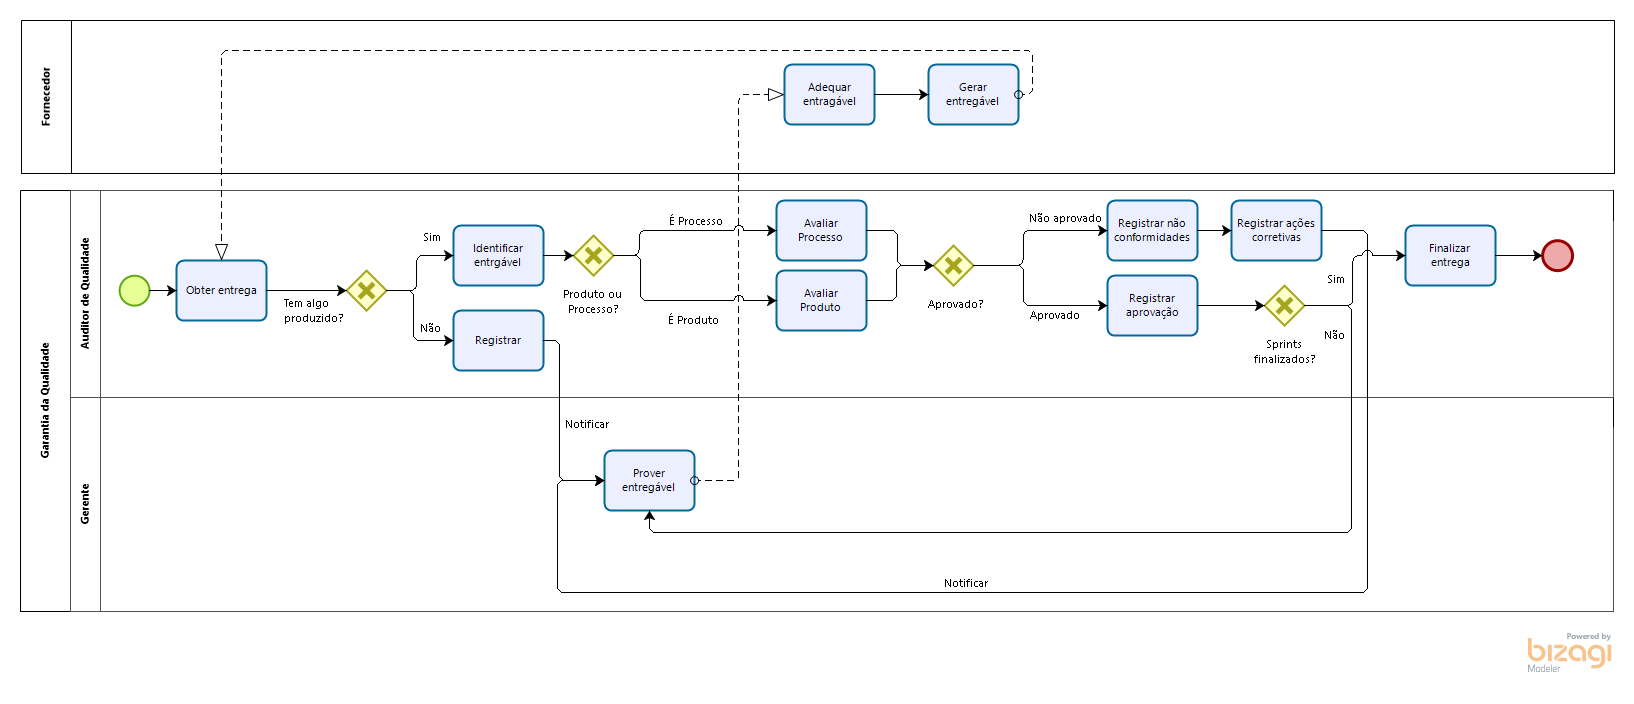 Fornecedor
Adequar
entragável
Gerar
entregável
Garantia da Qualidade
Auditor de Qualidade
Obter entrega
Tem algo
produzido?
Sim
Não
Identificar
entrgável
Registrar
Produto ou
Processo?
É Processo
É Produto
Avaliar
Processo
Avaliar
Produto
Aprovado?
Não aprovado
Aprovado
Registrar não
conformidades
Registrar ações
corretivas
Registrar
aprovação
Sprints
finalizados?
Sim
Não
Finalizar
entrega
Gerente
Notificar
Prover
entregável
Notificar
Powered by
bizagi
Modeler